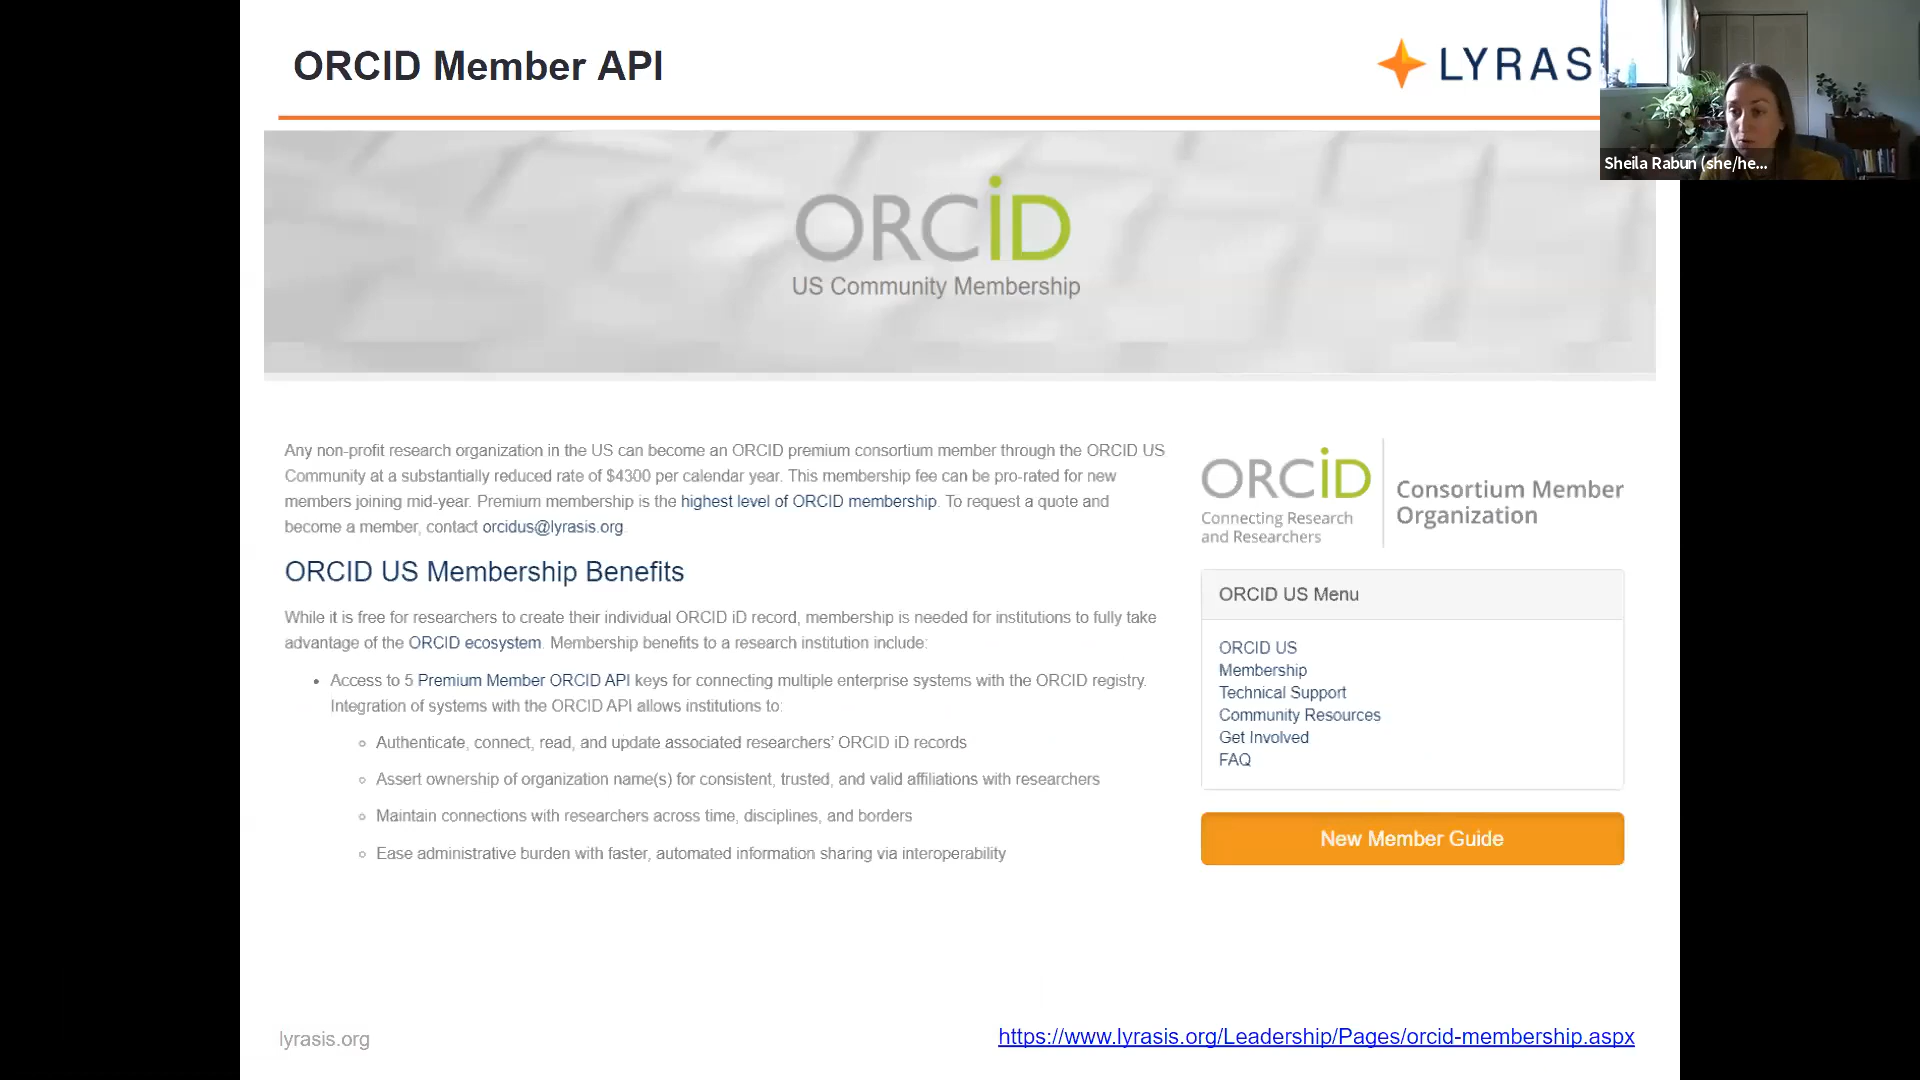 ORCID Member API
LYRAS
Sheila Rabun (she/he...
ORCID
US Community Membership
Any non-profit research organization in the US can become an ORCID premium consortium member through the ORCID US
Community at a substantially reduced rate of $4300 per calendar year. This membership fee can be pro-rated for new
members joining mid-year. Premium membership is the highest level of ORCID membership. To request a quote and
become a member, contact orcidus@lyrasis.org.
ORCID US Membership Benefits
While it is free for researchers to create their individual ORCID iD record, membership is needed for institutions to fully take
advantage of the ORCID ecosystem. Membership benefits to a research institution include:
• Access to 5 Premium Member ORCID API keys for connecting multiple enterprise systems with the ORCID registry.
Integration of systems with the ORCID API allows institutions to:
Authenticate, connect, read, and update associated researchers' ORCID iD records
Assert ownership of organization name(s) for consistent, trusted, and valid affiliations with researchers
Maintain connections with researchers across time, disciplines, and borders
Ease administrative burden with faster, automated information sharing via interoperability
ORCID
Connecting Research
and Researchers
Consortium Member
Organization
ORCID US Menu
ORCID US
Membership
Technical Support
Community Resources
Get Involved
FAQ
New Member Guide
lyrasis.org
https://www.lyrasis.org/Leadership/Pages/orcid-membership.aspx